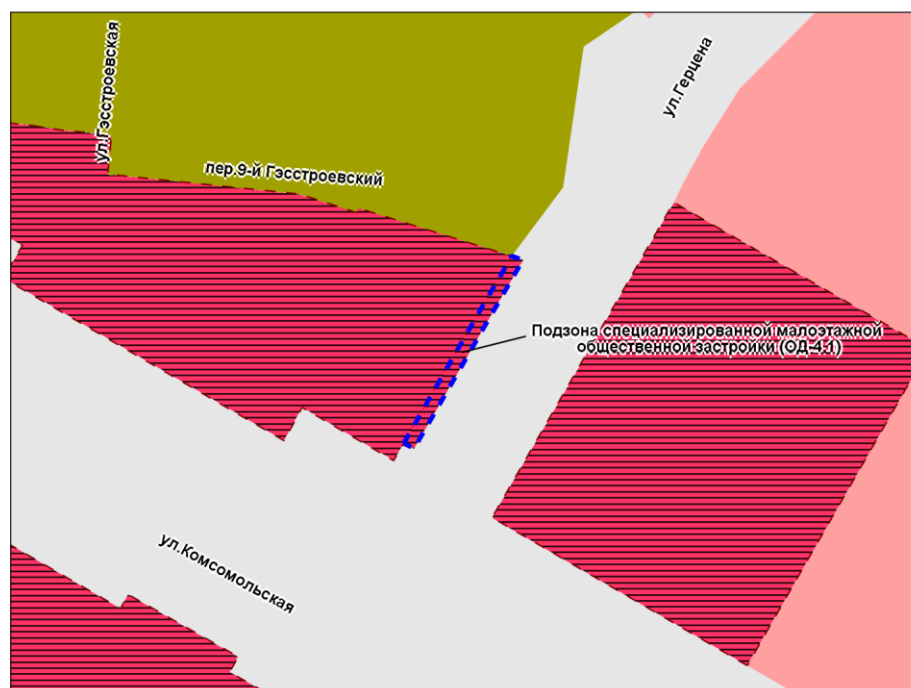 ул.Гэсстроевская
ул.Герцена
пер.9-й Гэсстроевский
Подзона специализированной малоэтажной
общественной застройки (ОД-4.1)
ул.Комсомольская